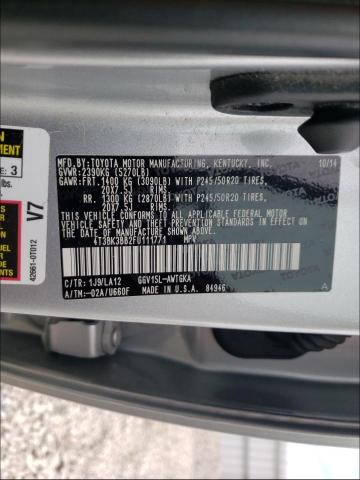 MFD.BY:TOYOTA MOTOR MANUFACTURING, KENTUCKY, INC. 10/14
GVWR:2390KG (5270LB)
GAWR:FRT.1400 KG (3090LB) WITH P245/50R20 TIRES,
20X7.5J RIMS
RR. 1300 KG (2870LB) WITH P245/50R20 TIRES,
20X7.5J RIMS
THIS VEHICLE CONFORMS TO ALL APPLICABLE
FEDERAL MOTOR VEHICLE SAFETY AND THEFT
PREVENTION STANDARDS IN EFFECT ON THE
DATE OF MANUFACTURE SHOWN ABOVE.
4T3BK3BB2FU111771 MPV
C/TR: 1J9/LA12 GGV15L-AWTGKA
A/TM:-02A/U660F MADE IN U.S.A. 84946
A
3
lbs.
V7
42661-0T012